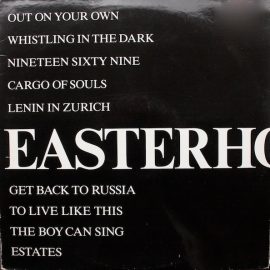 OUT ON YOUR OWN
WHISTLING IN THE DARK
NINETEEN SIXTY NINE
CARGO OF SOULS
LENIN IN ZURICH
EASTERHO
GET BACK TO RUSSIA
TO LIVE LIKE THIS
THE BOY CAN SING
ESTATES